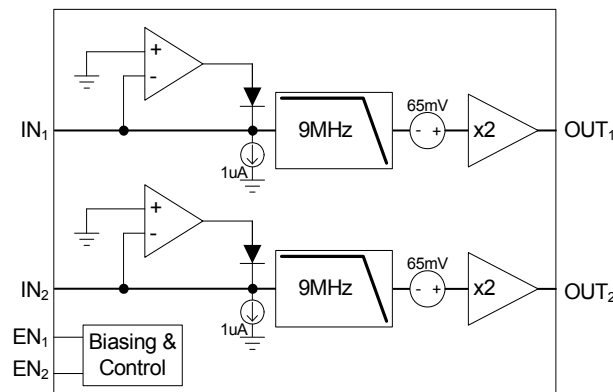 +
-
65mV
IN₁
9MHz
- +
x2
OUT₁
1uA
+
-
65mV
IN₂
9MHz
- +
x2
OUT₂
1uA
EN₁
Biasing &
Control
EN₂